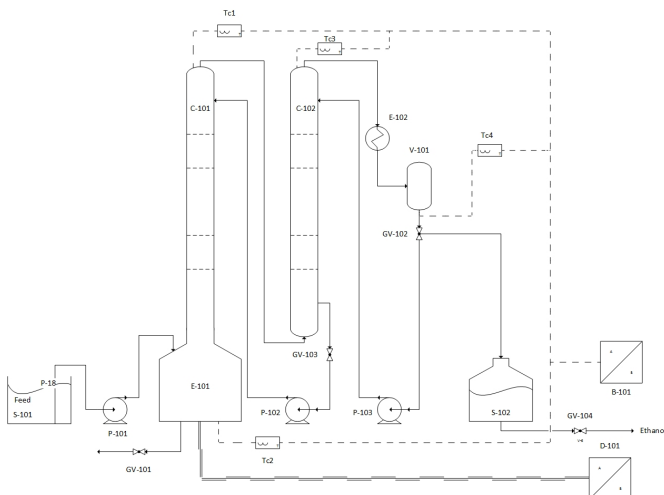 Tc1
Tc3
C-101
C-102
E-102
Tc4
V-101
GV-102
GV-103
P-18
Feed
S-101
E-101
P-101
P-102
P-103
S-102
B-101
GV-104
Ethano
D-101
GV-101
Tc2